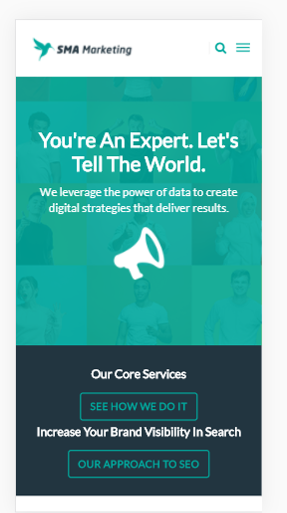 SMA Marketing
You're An Expert. Let's
Tell The World.
We leverage the power of data to create
digital strategies that deliver results.
Our Core Services
SEE HOW WE DO IT
Increase Your Brand Visibility In Search
OUR APPROACH TO SEO